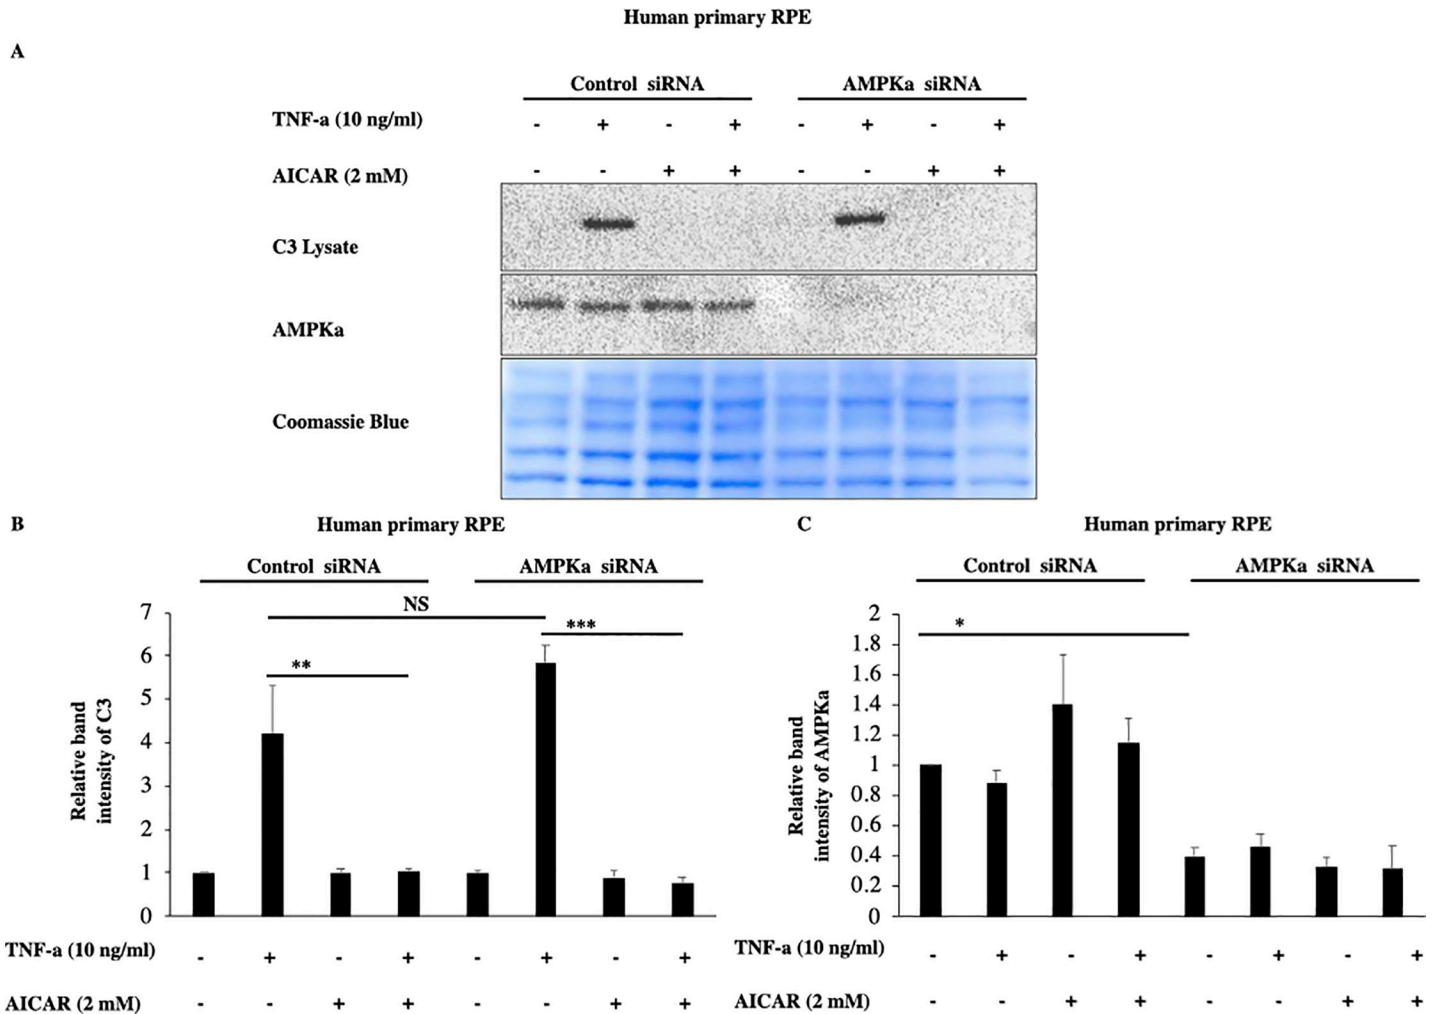 Human primary RPE
A
Control siRNA AMPKa siRNA
TNF-a (10 ng/ml) - + - + - + - +
AICAR (2 mM) - - + + - - + +
C3 Lysate
AMPKa
Coomassie Blue
B Human primary RPE
Control siRNA AMPKa siRNA
NS
***
**
Relative band
intensity of C3
7
6
5
4
3
2
1
0
TNF-a (10 ng/ml) - + - + - + - +
AICAR (2 mM) - - + + - - + +
C Human primary RPE
Control siRNA AMPKa siRNA
*
Relative band
intensity of AMPKa
2
1.8
1.6
1.4
1.2
1
0.8
0.6
0.4
0.2
0
TNF-a (10 ng/ml) - + - + - + - +
AICAR (2 mM) - - + + - - + +